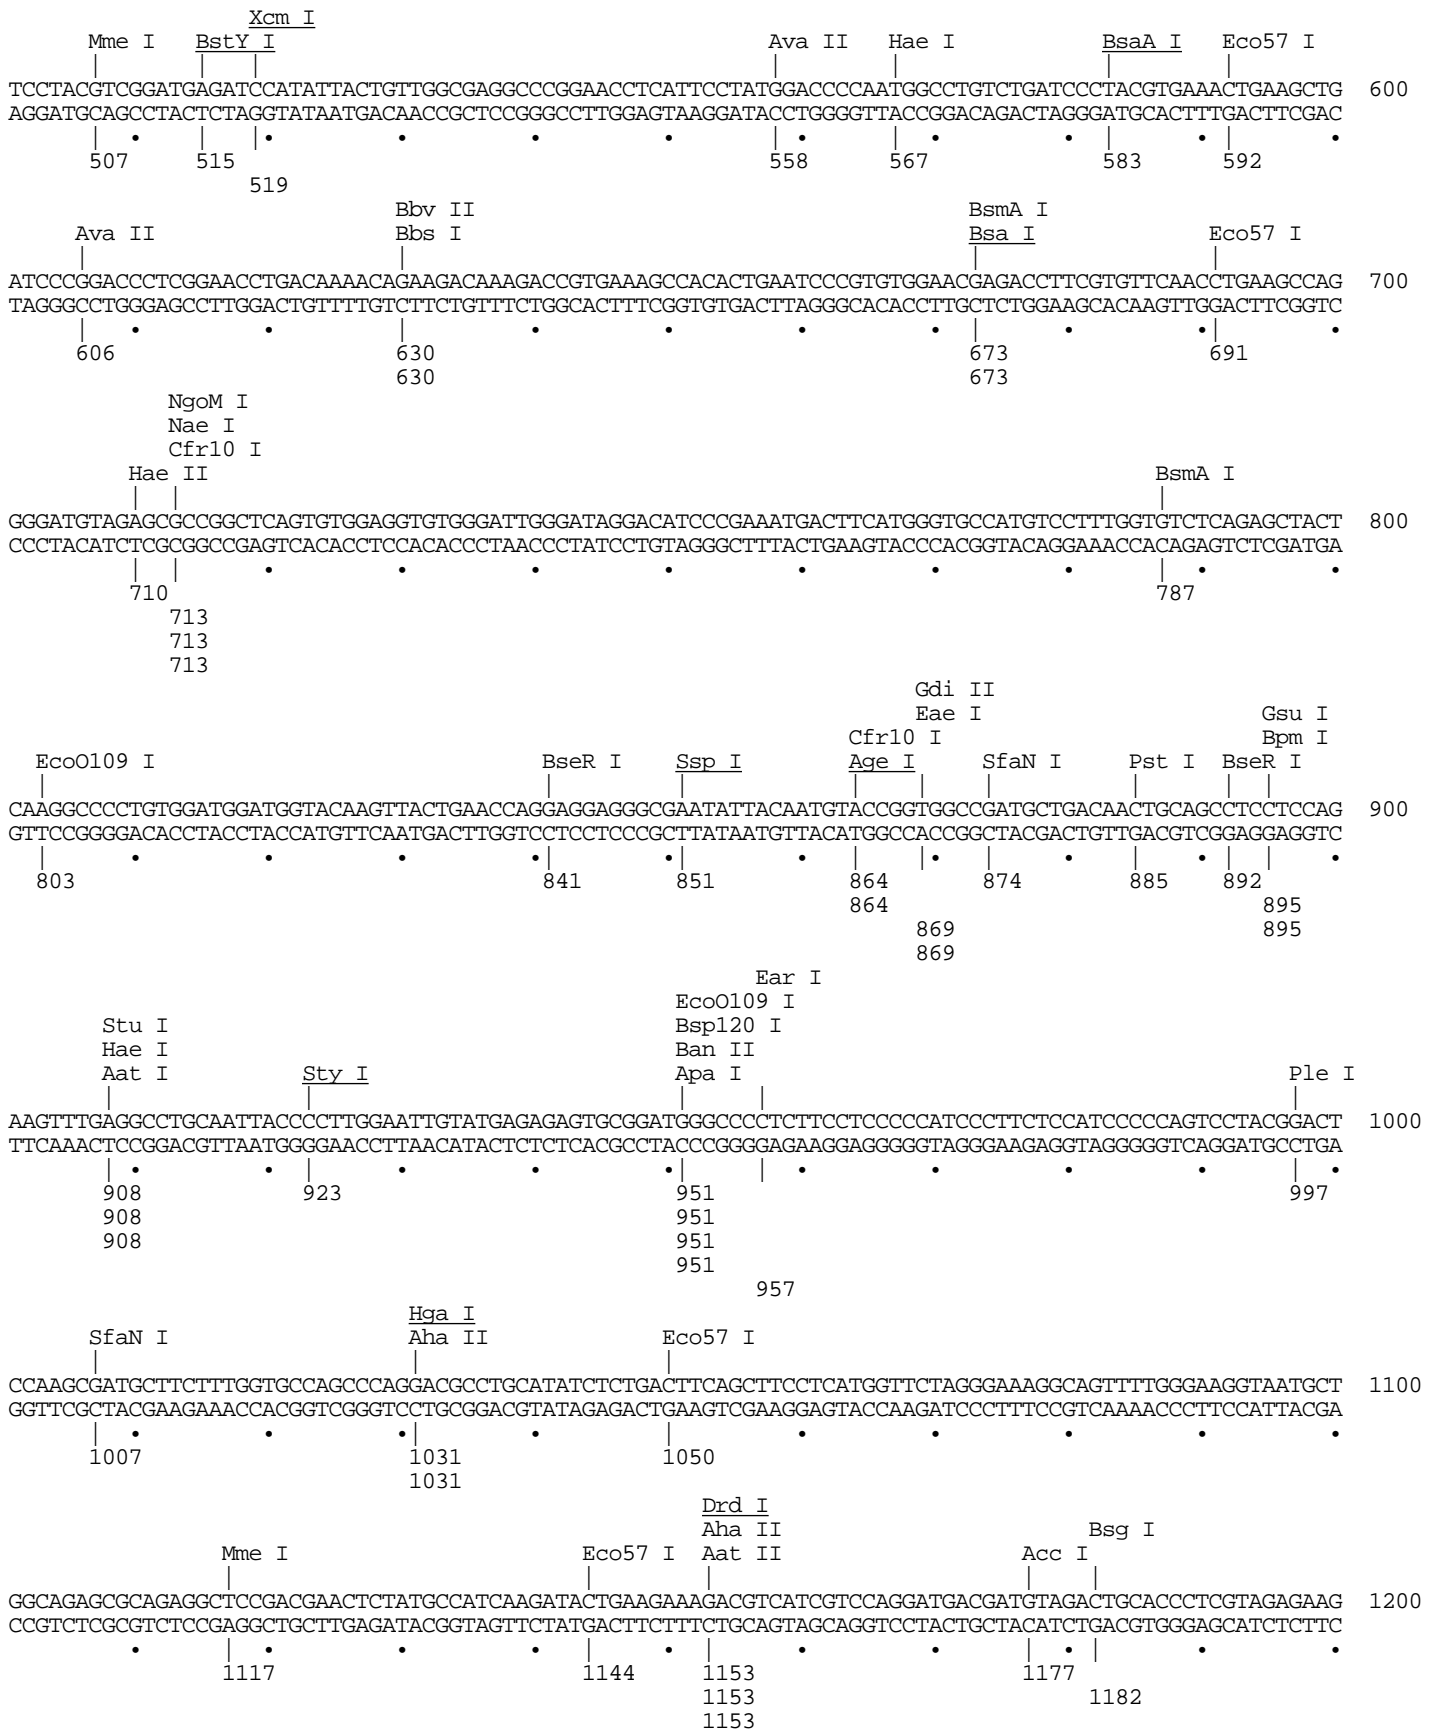 Xcm I
Mme I BstY I Ava II Hae I BsaA I Eco57 I
TCCTACGTCGGATGAGATCCATATTACTGTTGGCGAGGCCCGGAACCTCATTCCTATGGACCCCAATGGCCTGTCTGATCCCTACGTGAAACTGAAGCTG 600
AGGATGCAGCCTACTCTAGGTATAATGACAACCGCTCCGGGCCTTGGAGTAAGGATACCTGGGGTTACCGGACAGACTAGGGATGCACTTTGACTTCGAC
507 515 558 567 583 592
519
Bbv II BsmA I
Ava II Bbs I Bsa I Eco57 I
ATCCCGGACCCTCGGAACCTGACAAAACAGAAGACAAAGACCGTGAAAGCCACACTGAATCCCGTGTGGAACGAGACCTTCGTGTTCAACCTGAAGCCAG 700
TAGGGCCTGGGAGCCTTGGACTGTTTTGTCTTCTGTTTCTGGCACTTTCGGTGTGACTTAGGGCACACCTTGCTCTGGAAGCACAAGTTGGACTTCGGTC
606 630 673 691
630 673
NgoM I
Nae I
Cfr10 I
Hae II BsmA I
GGGATGTAGAGCGCCGGCTCAGTGTGGAGGTGTGGGATTGGGATAGGACATCCCGAAATGACTTCATGGGTGCCATGTCCTTTGGTGTCTCAGAGCTACT 800
CCCTACATCTCGCGGCCGAGTCACACCTCCACACCCTAACCCTATCCTGTAGGGCTTTACTGAAGTACCCACGGTACAGGAAACCACAGAGTCTCGATGA
710 787
713
713
713
Gdi II
Eae I Gsu I
Cfr10 I Bpm I
EcoO109 I BseR I Ssp I Age I SfaN I Pst I BseR I
CAAGGCCCCTGTGGATGGATGGTACAAGTTACTGAACCAGGAGGAGGGCGAATATTACAATGTACCGGTGGCCGATGCTGACAACTGCAGCCTCCTCCAG 900
GTTCCGGGGACACCTACCTACCATGTTCAATGACTTGGTCCTCCTCCCGCTTATAATGTTACATGGCCACCGGCTACGACTGTTGACGTCGGAGGAGGTC
803 841 851 864 874 885 892
864 895
869 895
869
Ear I
EcoO109 I
Stu I Bsp120 I
Hae I Ban II
Aat I Sty I Apa I Ple I
AAGTTTGAGGCCTGCAATTACCCCTTGGAATTGTATGAGAGAGTGCGGATGGGCCCCTCTTCCTCCCCCATCCCTTCTCCATCCCCCAGTCCTACGGACT 1000
TTCAAACTCCGGACGTTAATGGGGAACCTTAACATACTCTCTCACGCCTACCCGGGGAGAAGGAGGGGGTAGGGAAGAGGTAGGGGGTCAGGATGCCTGA
908 923 951 997
908 951
908 951
951
957
Hga I
SfaN I Aha II Eco57 I
CCAAGCGATGCTTCTTTGGTGCCAGCCCAGGACGCCTGCATATCTCTGACTTCAGCTTCCTCATGGTTCTAGGGAAAGGCAGTTTTGGGAAGGTAATGCT 1100
GGTTCGCTACGAAGAAACCACGGTCGGGTCCTGCGGACGTATAGAGACTGAAGTCGAAGGAGTACCAAGATCCCTTTCCGTCAAAACCCTTCCATTACGA
1007 1031 1050
1031
Drd I
Aha II Bsg I
Mme I Eco57 I Aat II Acc I
GGCAGAGCGCAGAGGCTCCGACGAACTCTATGCCATCAAGATACTGAAGAAAGACGTCATCGTCCAGGATGACGATGTAGACTGCACCCTCGTAGAGAAG 1200
CCGTCTCGCGTCTCCGAGGCTGCTTGAGATACGGTAGTTCTATGACTTCTTTCTGCAGTAGCAGGTCCTACTGCTACATCTGACGTGGGAGCATCTCTTC
1117 1144 1153 1177
1153 1182
1153